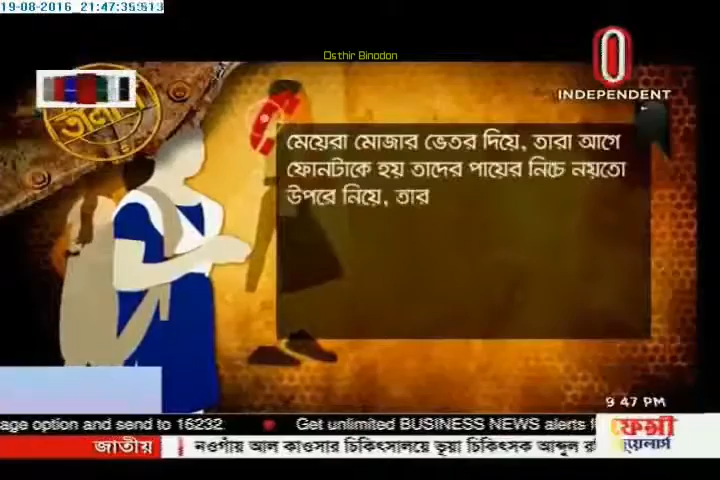 19-08-2016 21:47:35
Osthir Binodon
INDEPENDENT
মেয়েরা মোজার ভেতর দিয়ে, তারা আগে
ফোনটাকে হয় তাদের পায়ের নিচে নয়তো
উপরে নিয়ে, তার
9 47 PM
age option and send to 16232
Get unlimited BUSINESS NEWS alerts f
জাতীয়
নওগাঁয় আল কাওসার চিকিৎসালয়ে ভূয়া চিকিৎসক আব্দুল র